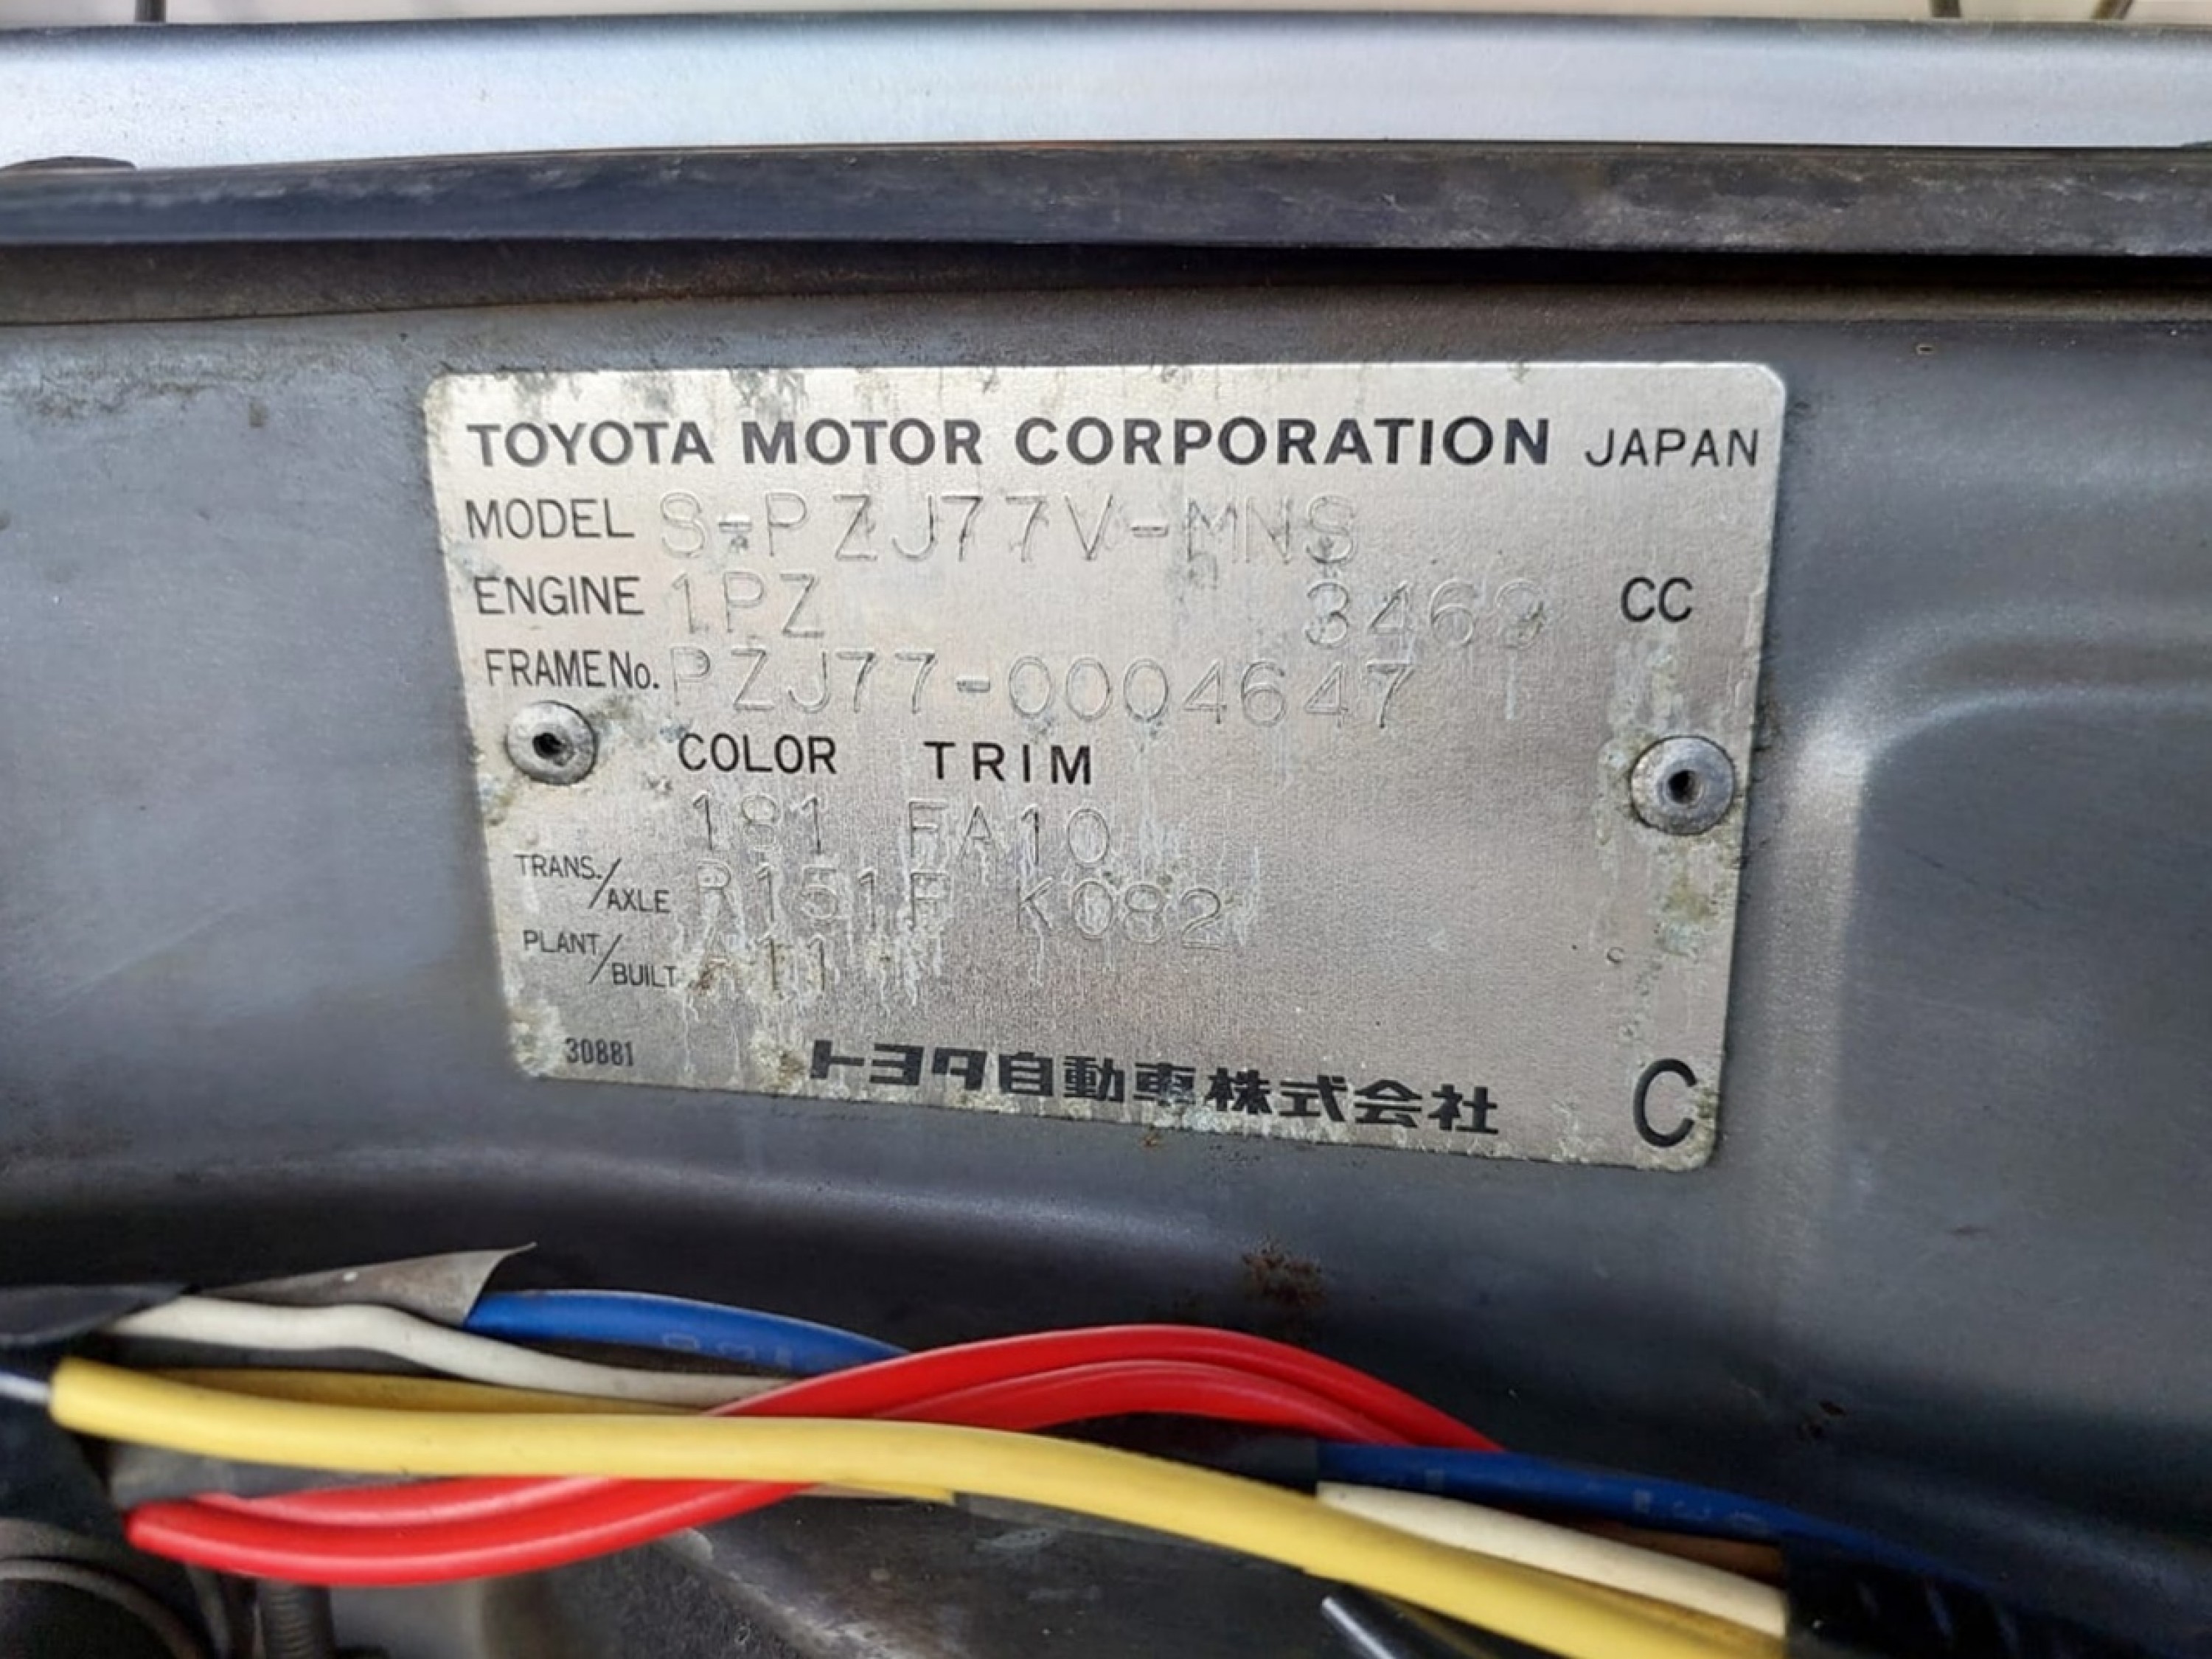 TOYOTA MOTOR CORPORATION JAPAN
MODEL S-PZJ77V-MNS
ENGINE 1PZ 3469 CC
FRAME No. PZJ77-0004647
COLOR TRIM
181 FA10
TRANS./AXLE R151F K082
PLANT/BUILT A11
30881
トヨタ自動車株式会社 C